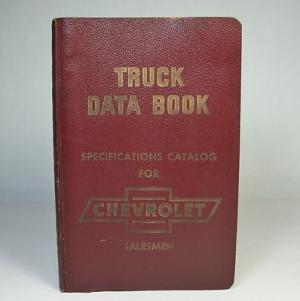 TRUCK
DATA BOOK
SPECIFICATIONS CATALOG
FOR
CHEVROLET
SALESMEN